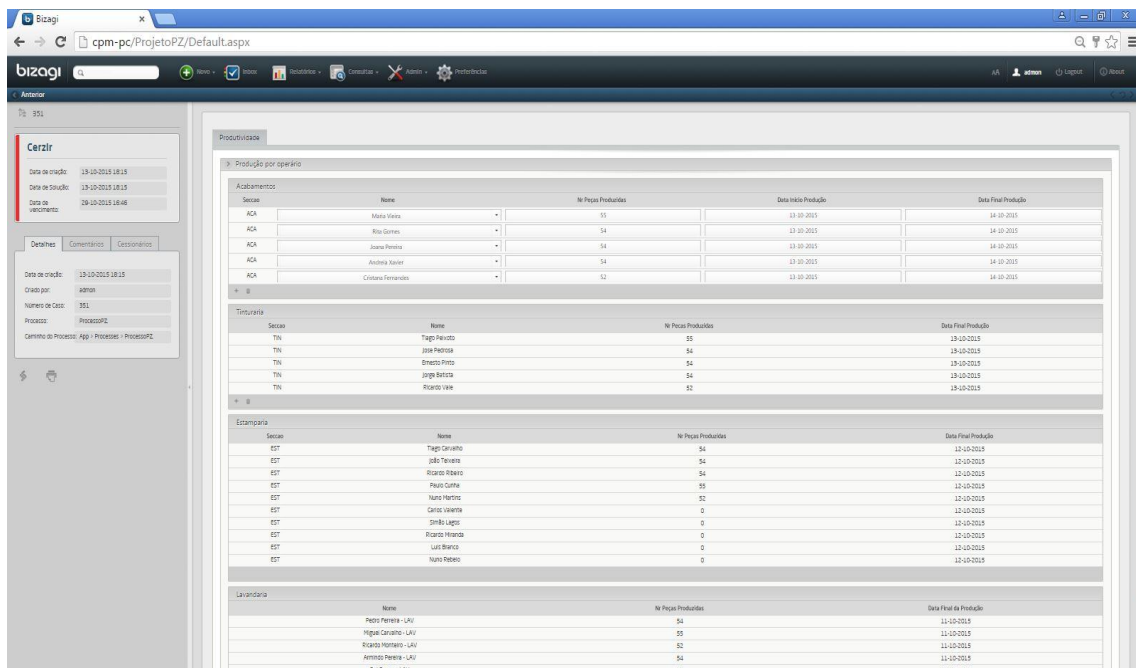 Bizagi
cpm-pc/ProjetoPZ/Default.aspx
bizagi Novo Inbox Relatórios Consultas Admin Preferências admon Logout About
Anterior
351
Cerzir
Data de criação: 13-10-2015 18:15
Data de Solução: 13-10-2015 18:15
Data de vencimento: 29-10-2015 16:46
Detalhes Comentários Cessionários
Data de criação: 13-10-2015 18:15
Criado por: admon
Número de Caso: 351
Processo: ProcessoPZ
Caminho do Processo: App > Processes > ProcessoPZ
Produtividade
Produção por operário
Acabamentos
Seccao Nome Nr Peças Produzidas Data Início Produção Data Final Produção
ACA Maria Vieira 55 13-10-2015 14-10-2015
ACA Rita Gomes 54 13-10-2015 14-10-2015
ACA Joana Pereira 54 13-10-2015 14-10-2015
ACA Andreia Xavier 54 13-10-2015 14-10-2015
ACA Cristiana Fernandes 52 13-10-2015 14-10-2015
Tinturaria
Seccao Nome Nr Pecas Produzidas Data Final Produção
TIN Tiago Peixoto 55 13-10-2015
TIN Jose Pedrosa 54 13-10-2015
TIN Ernesto Pinto 54 13-10-2015
TIN Jorge Batista 54 13-10-2015
TIN Ricardo Vale 52 13-10-2015
Estamparia
Seccao Nome Nr Peças Produzidas Data Final Produção
EST Tiago Carvalho 54 12-10-2015
EST João Teixeira 54 12-10-2015
EST Ricardo Ribeiro 54 12-10-2015
EST Paulo Cunha 55 12-10-2015
EST Nuno Martins 52 12-10-2015
EST Carlos Valente 0 12-10-2015
EST Simão Lagos 0 12-10-2015
EST Ricardo Miranda 0 12-10-2015
EST Luis Branco 0 12-10-2015
EST Nuno Rebelo 0 12-10-2015
Lavandaria
Nome Nr Peças Produzidas Data Final da Produção
Pedro Ferreira - LAV 54 11-10-2015
Miguel Carvalho - LAV 55 11-10-2015
Ricardo Monteiro - LAV 52 11-10-2015
Armindo Pereira - LAV 54 11-10-2015